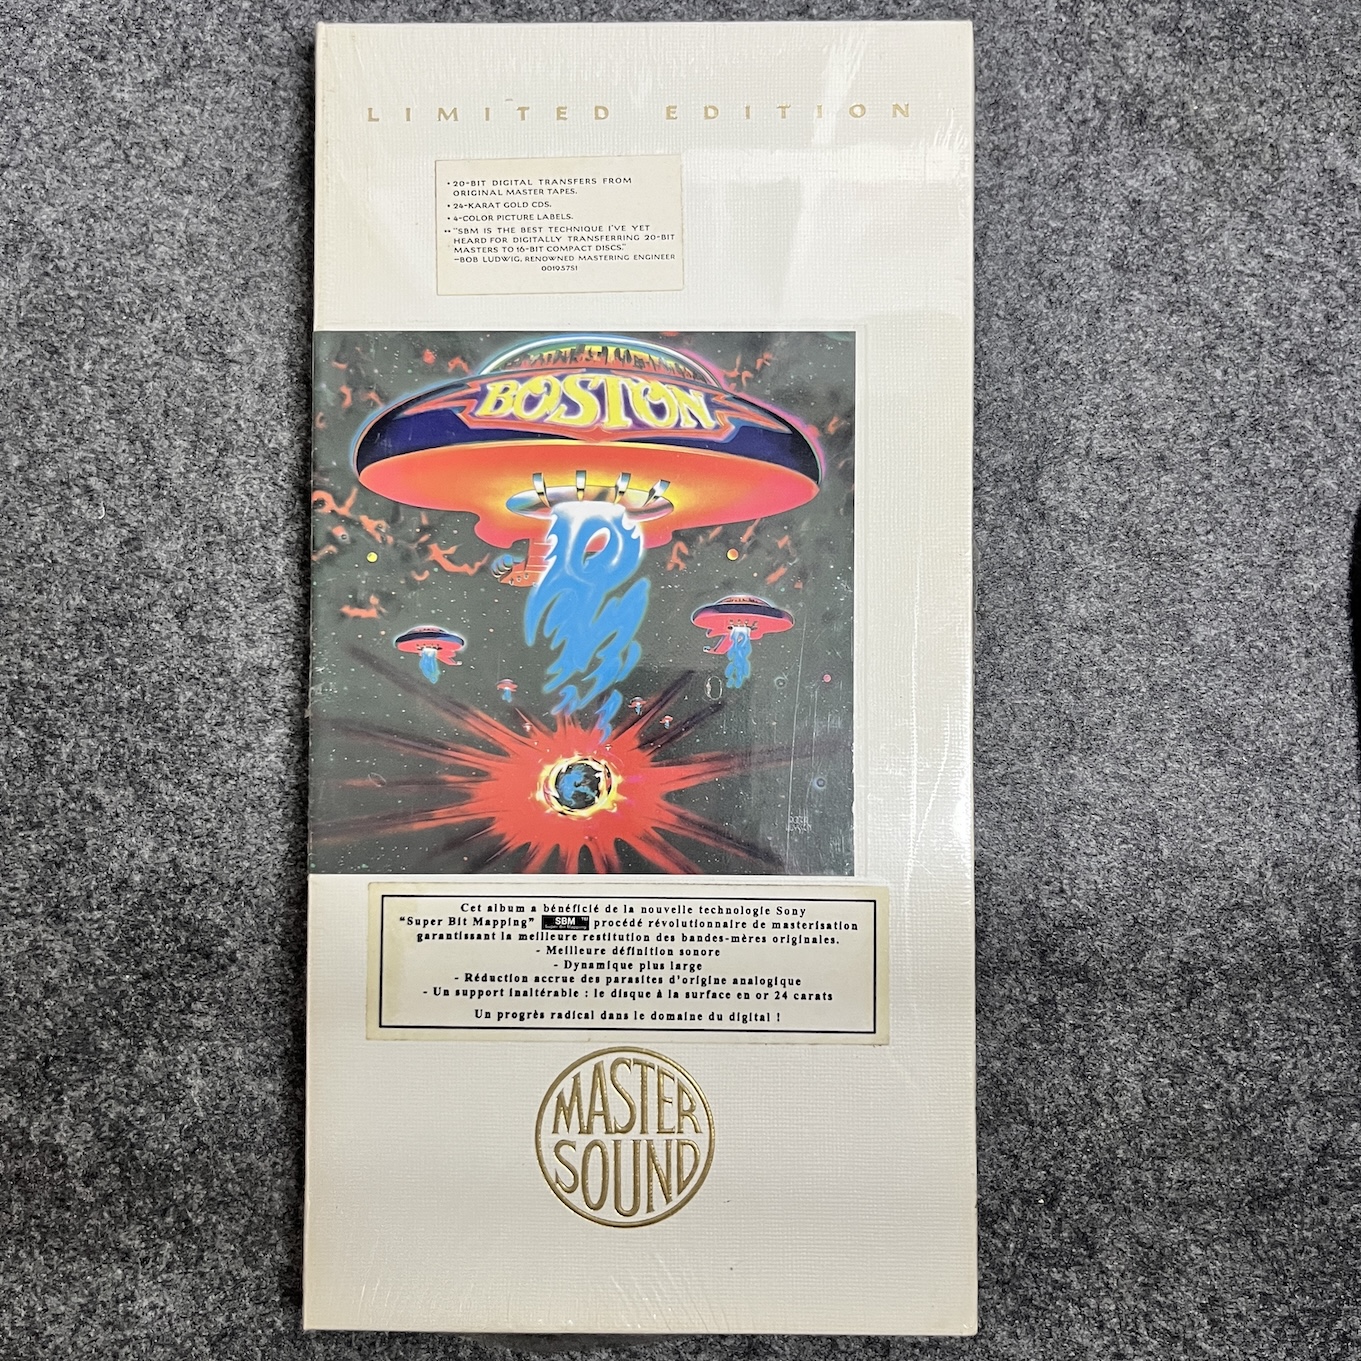 LIMITED EDITION
• 20-BIT DIGITAL TRANSFERS FROM
ORIGINAL MASTER TAPES.
• 24-KARAT GOLD CDS.
• 4-COLOR PICTURE LABELS.
•• "SBM IS THE BEST TECHNIQUE I'VE YET
HEARD FOR DIGITALLY TRANSFERRING 20-BIT
MASTERS TO 16-BIT COMPACT DISCS."
–BOB LUDWIG, RENOWNED MASTERING ENGINEER
00193751
BOSTON
Cet album a bénéficié de la nouvelle technologie Sony
"Super Bit Mapping" SBM™ procédé révolutionnaire de masterisation
garantissant la meilleure restitution des bandes-mères originales.
- Meilleure définition sonore
- Dynamique plus large
- Réduction accrue des parasites d'origine analogique
- Un support inaltérable : le disque à la surface en or 24 carats
Un progrès radical dans le domaine du digital !
MASTER
SOUND